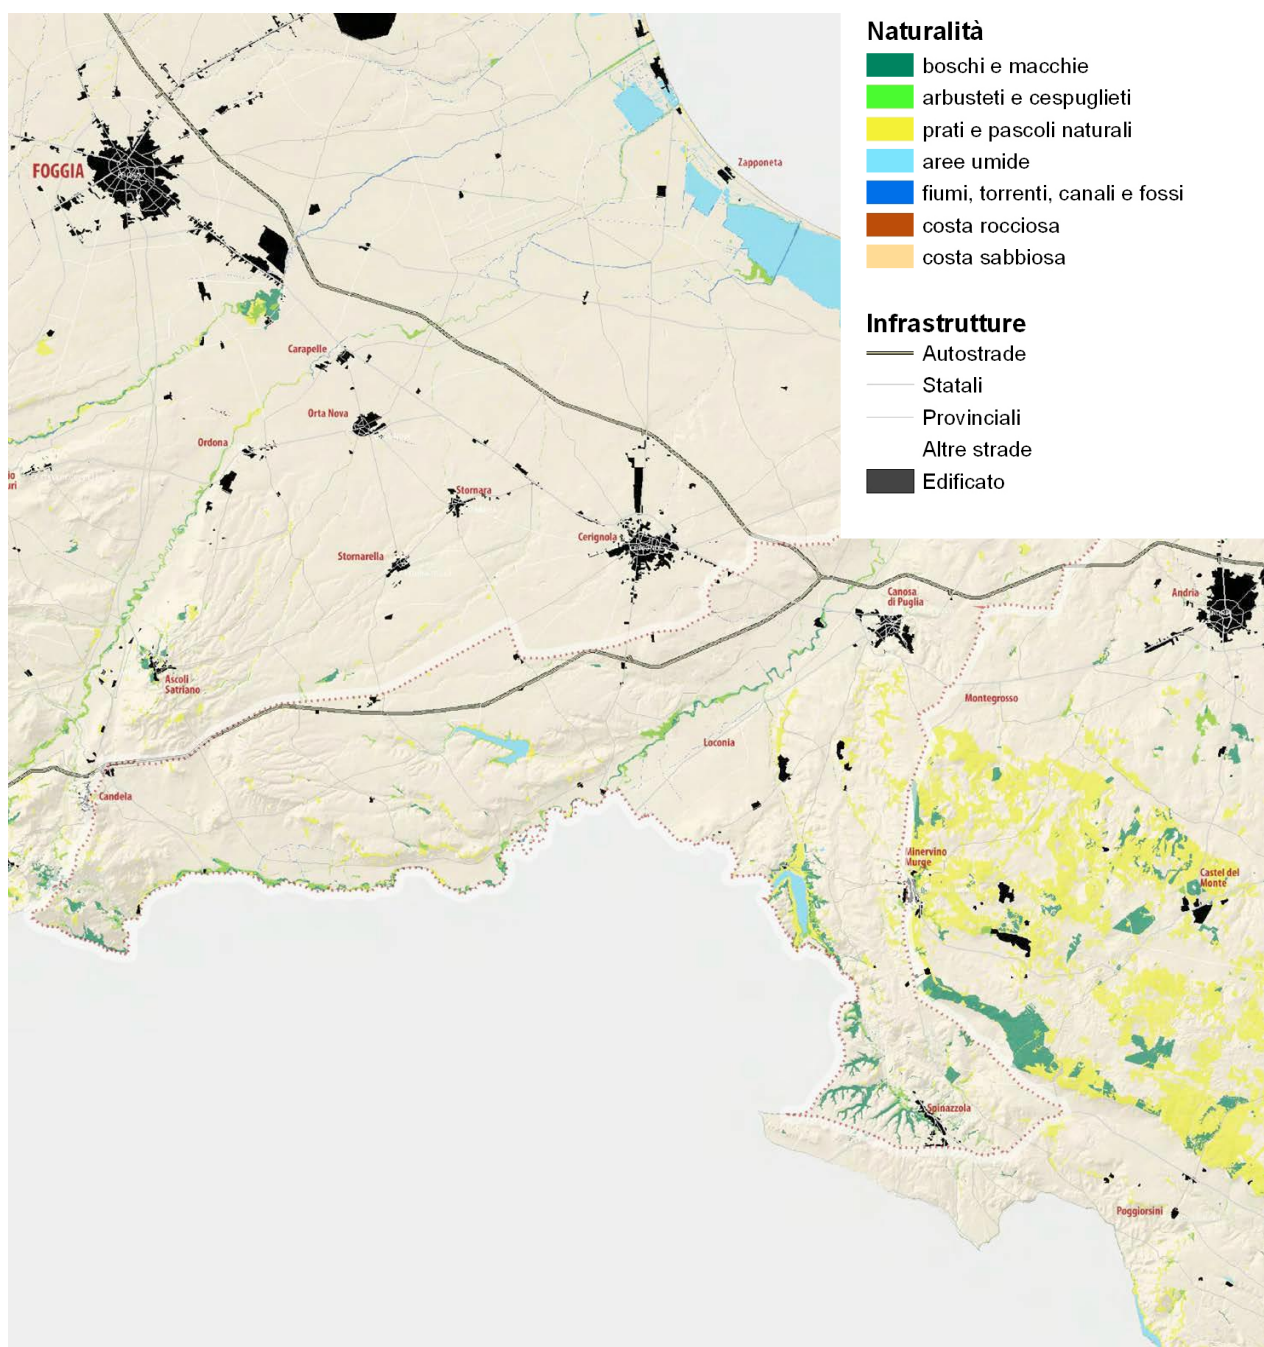 Naturalità
boschi e macchie
arbusteti e cespuglieti
prati e pascoli naturali
aree umide
fiumi, torrenti, canali e fossi
costa rocciosa
costa sabbiosa
Infrastrutture
Autostrade
Statali
Provinciali
Altre strade
Edificato
FOGGIA
Zapponeta
Carapelle
Orta Nova
Ordona
io
uri
Stornara
Cerignola
Stornarella
Canosa
di Puglia
Andria
Ascoli
Satriano
Montegrosso
Loconia
Candela
Minervino
Murge
Castel del
Monte
Spinazzola
Poggiorsini